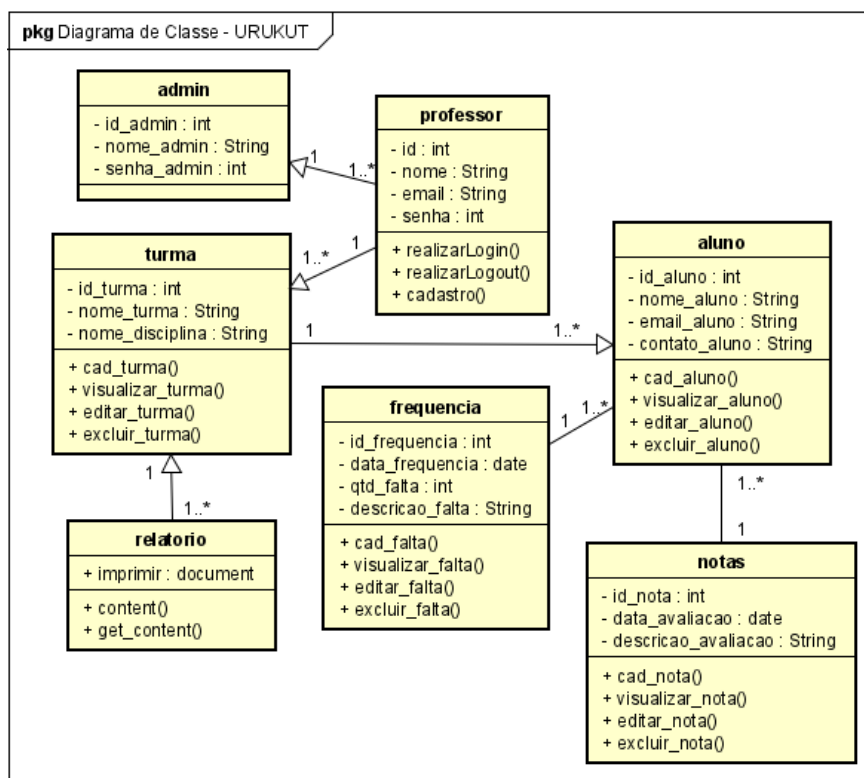 pkg Diagrama de Classe - URUKUT
admin
- id_admin : int
- nome_admin : String
- senha_admin : int
professor
- id : int
- nome : String
- email : String
- senha : int
+ realizarLogin()
+ realizarLogout()
+ cadastro()
1
1..*
1
1..*
turma
- id_turma : int
- nome_turma : String
- nome_disciplina : String
+ cad_turma()
+ visualizar_turma()
+ editar_turma()
+ excluir_turma()
1
1..*
aluno
- id_aluno : int
- nome_aluno : String
- email_aluno : String
- contato_aluno : String
+ cad_aluno()
+ visualizar_aluno()
+ editar_aluno()
+ excluir_aluno()
frequencia
- id_frequencia : int
- data_frequencia : date
- qtd_falta : int
- descricao_falta : String
+ cad_falta()
+ visualizar_falta()
+ editar_falta()
+ excluir_falta()
1
1..*
1
1..*
relatorio
+ imprimir : document
+ content()
+ get_content()
1..*
1
notas
- id_nota : int
- data_avaliacao : date
- descricao_avaliacao : String
+ cad_nota()
+ visualizar_nota()
+ editar_nota()
+ excluir_nota()